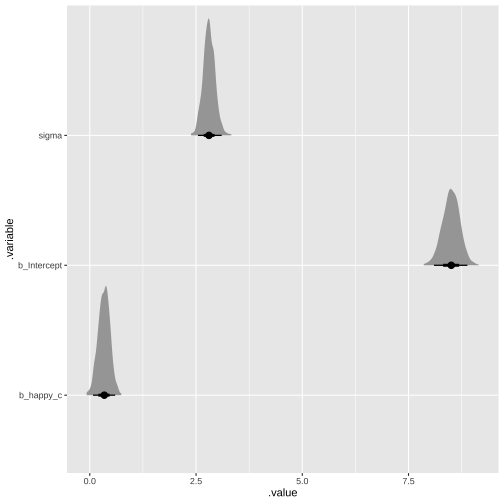 .variable
sigma
b_Intercept
b_happy_c
0.0 2.5 5.0 7.5
.value